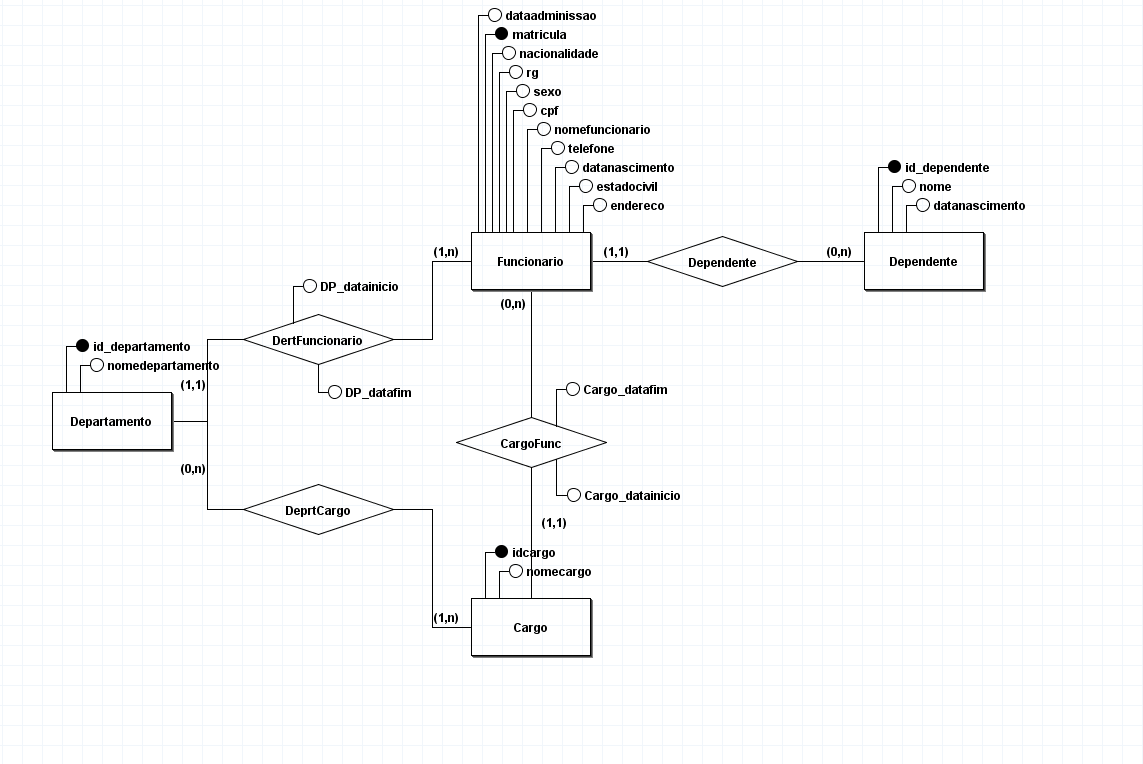 dataadminissao
matricula
nacionalidade
rg
sexo
cpf
nomefuncionario
telefone
datanascimento
estadocivil
endereco
id_dependente
nome
datanascimento
(1,n)
Funcionario
(1,1)
Dependente
(0,n)
Dependente
(0,n)
DP_datainicio
DertFuncionario
id_departamento
nomedepartamento
(1,1)
DP_datafim
Departamento
Cargo_datafim
CargoFunc
(0,n)
Cargo_datainicio
DeprtCargo
(1,1)
idcargo
nomecargo
(1,n)
Cargo